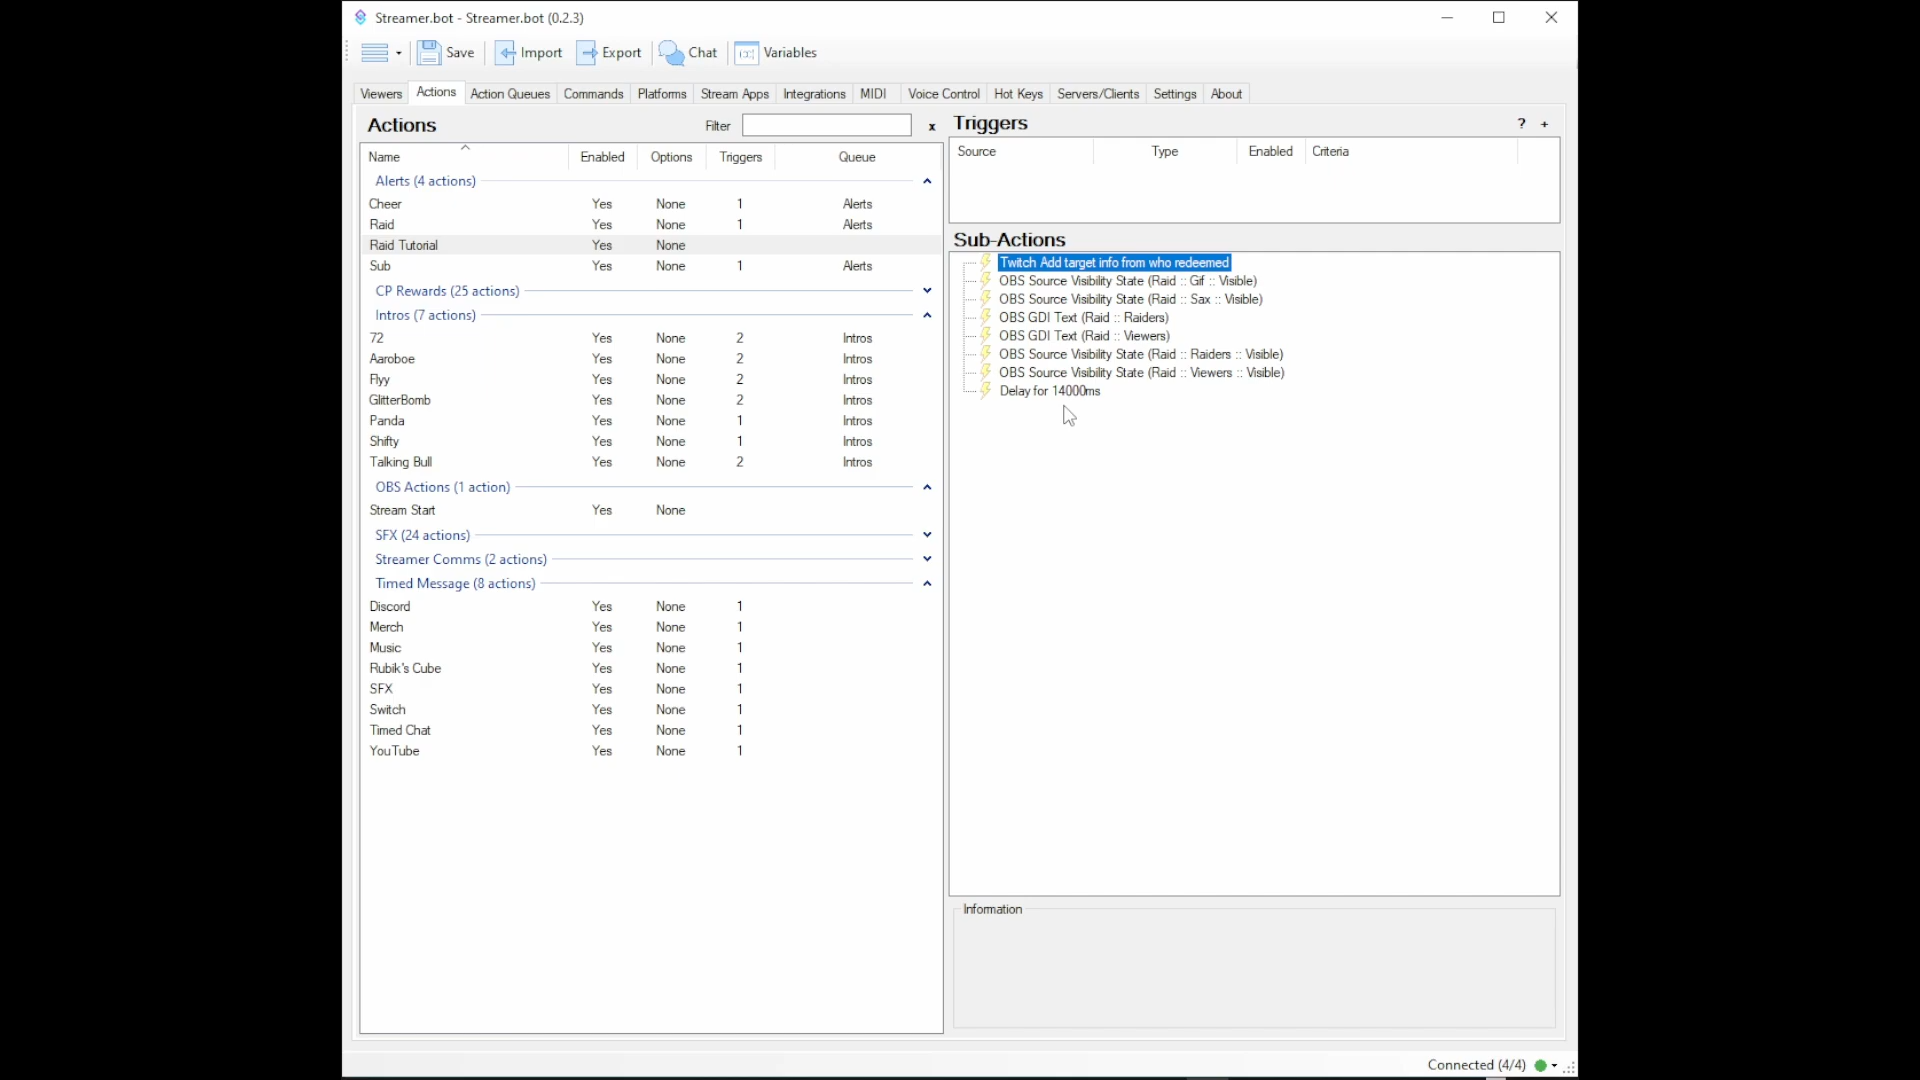 Streamer.bot - Streamer.bot (0.2.3)
Save Import Export Chat Variables
Viewers Actions Action Queues Commands Platforms Stream Apps Integrations MIDI Voice Control Hot Keys Servers/Clients Settings About
Actions Filter x
Name Enabled Options Triggers Queue
Alerts (4 actions)
Cheer Yes None 1 Alerts
Raid Yes None 1 Alerts
Raid Tutorial Yes None
Sub Yes None 1 Alerts
CP Rewards (25 actions)
Intros (7 actions)
72 Yes None 2 Intros
Aaroboe Yes None 2 Intros
Flyy Yes None 2 Intros
GlitterBomb Yes None 2 Intros
Panda Yes None 1 Intros
Shifty Yes None 1 Intros
Talking Bull Yes None 2 Intros
OBS Actions (1 action)
Stream Start Yes None
SFX (24 actions)
Streamer Comms (2 actions)
Timed Message (8 actions)
Discord Yes None 1
Merch Yes None 1
Music Yes None 1
Rubik's Cube Yes None 1
SFX Yes None 1
Switch Yes None 1
Timed Chat Yes None 1
YouTube Yes None 1
Triggers ? +
Source Type Enabled Criteria
Sub-Actions
Twitch Add target info from who redeemed
OBS Source Visibility State (Raid :: Gif :: Visible)
OBS Source Visibility State (Raid :: Sax :: Visible)
OBS GDI Text (Raid :: Raiders)
OBS GDI Text (Raid :: Viewers)
OBS Source Visibility State (Raid :: Raiders :: Visible)
OBS Source Visibility State (Raid :: Viewers :: Visible)
Delay for 14000ms
Information
Connected (4/4)